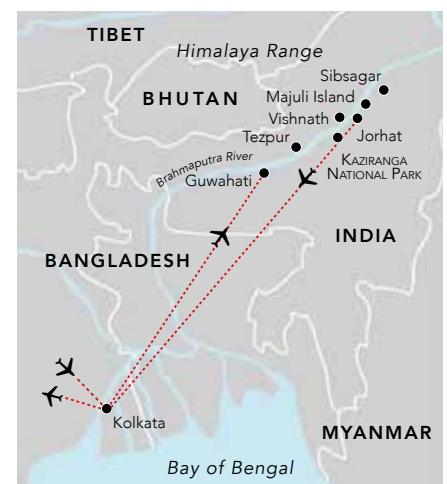 TIBET
Himalaya Range
Sibsagar
BHUTAN
Majuli Island
Vishnath
Tezpur
Jorhat
Brahmaputra River
KAZIRANGA
NATIONAL PARK
Guwahati
INDIA
BANGLADESH
Kolkata
MYANMAR
Bay of Bengal